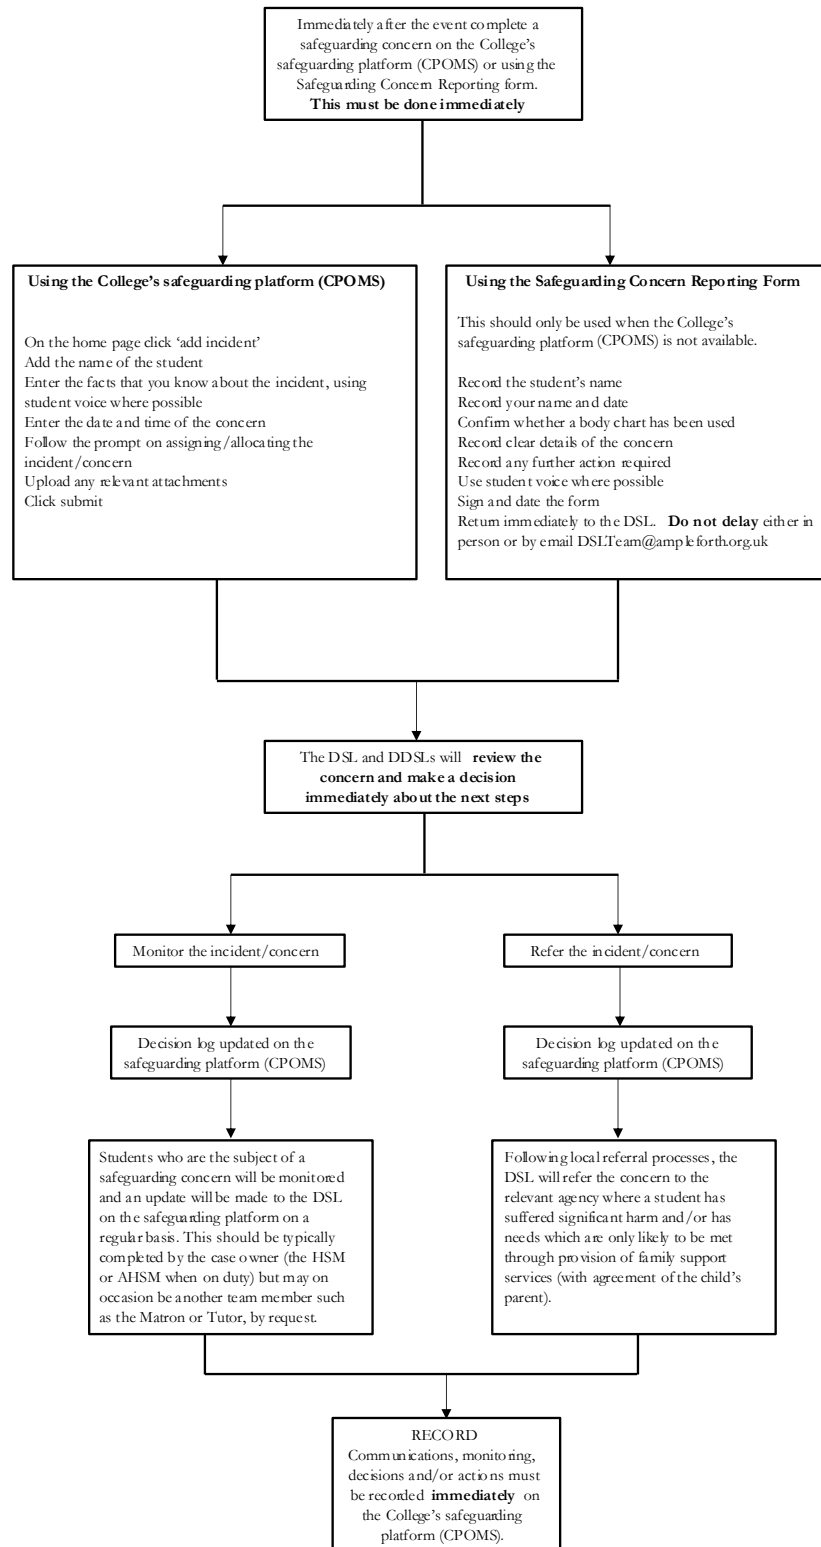 Immediately after the event complete a
safeguarding concern on the College's
safeguarding platform (CPOMS) or using the
Safeguarding Concern Reporting form.
This must be done immediately
Using the College's safeguarding platform (CPOMS)
On the home page click 'add incident'
Add the name of the student
Enter the facts that you know about the incident, using
student voice where possible
Enter the date and time of the concern
Follow the prompt on assigning/allocating the
incident/concern
Upload any relevant attachments
Click submit
Using the Safeguarding Concern Reporting Form
This should only be used when the College's
safeguarding platform (CPOMS) is not available.
Record the student's name
Record your name and date
Confirm whether a body chart has been used
Record clear details of the concern
Record any further action required
Use student voice where possible
Sign and date the form
Return immediately to the DSL. Do not delay either in
person or by email DSLTeam@ampleforth.org.uk
The DSL and DDSLs will review the
concern and make a decision
immediately about the next steps
Monitor the incident/concern
Refer the incident/concern
Decision log updated on the
safeguarding platform (CPOMS)
Decision log updated on the
safeguarding platform (CPOMS)
Students who are the subject of a
safeguarding concern will be monitored
and an update will be made to the DSL
on the safeguarding platform on a
regular basis. This should be typically
completed by the case owner (the HSM
or AHSM when on duty) but may on
occasion be another team member such
as the Matron or Tutor, by request.
Following local referral processes, the
DSL will refer the concern to the
relevant agency where a student has
suffered significant harm and/or has
needs which are only likely to be met
through provision of family support
services (with agreement of the child's
parent).
RECORD
Communications, monitoring,
decisions and/or actions must
be recorded immediately on
the College's safeguarding
platform (CPOMS).